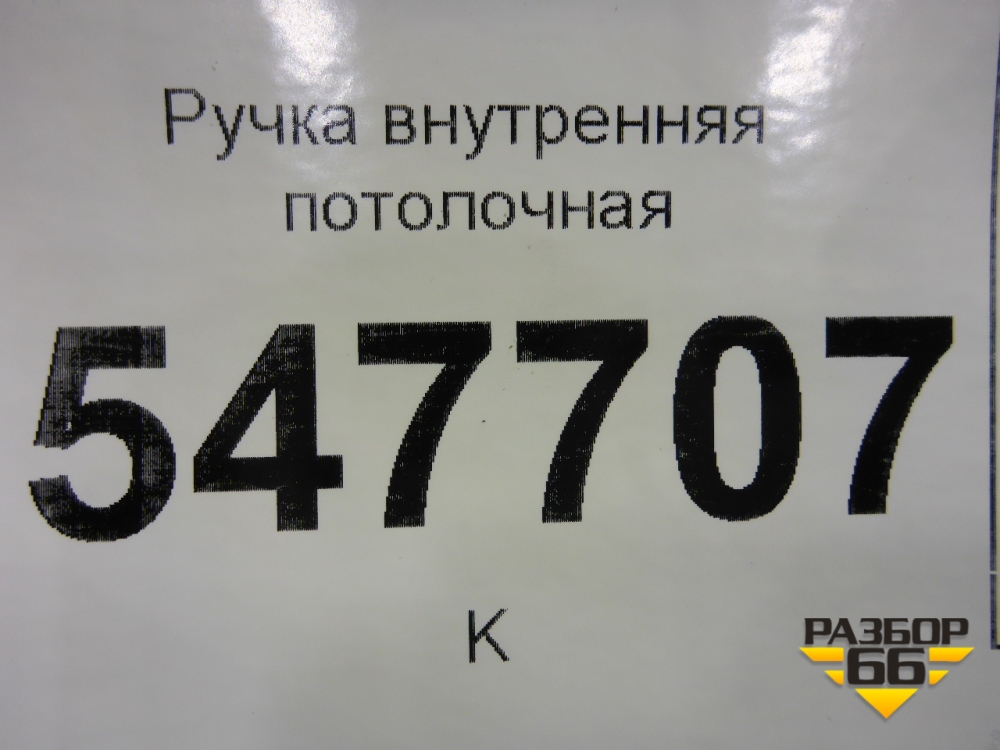 Ручка внутренняя
потолочная
547707
К
РАЗБОР
66